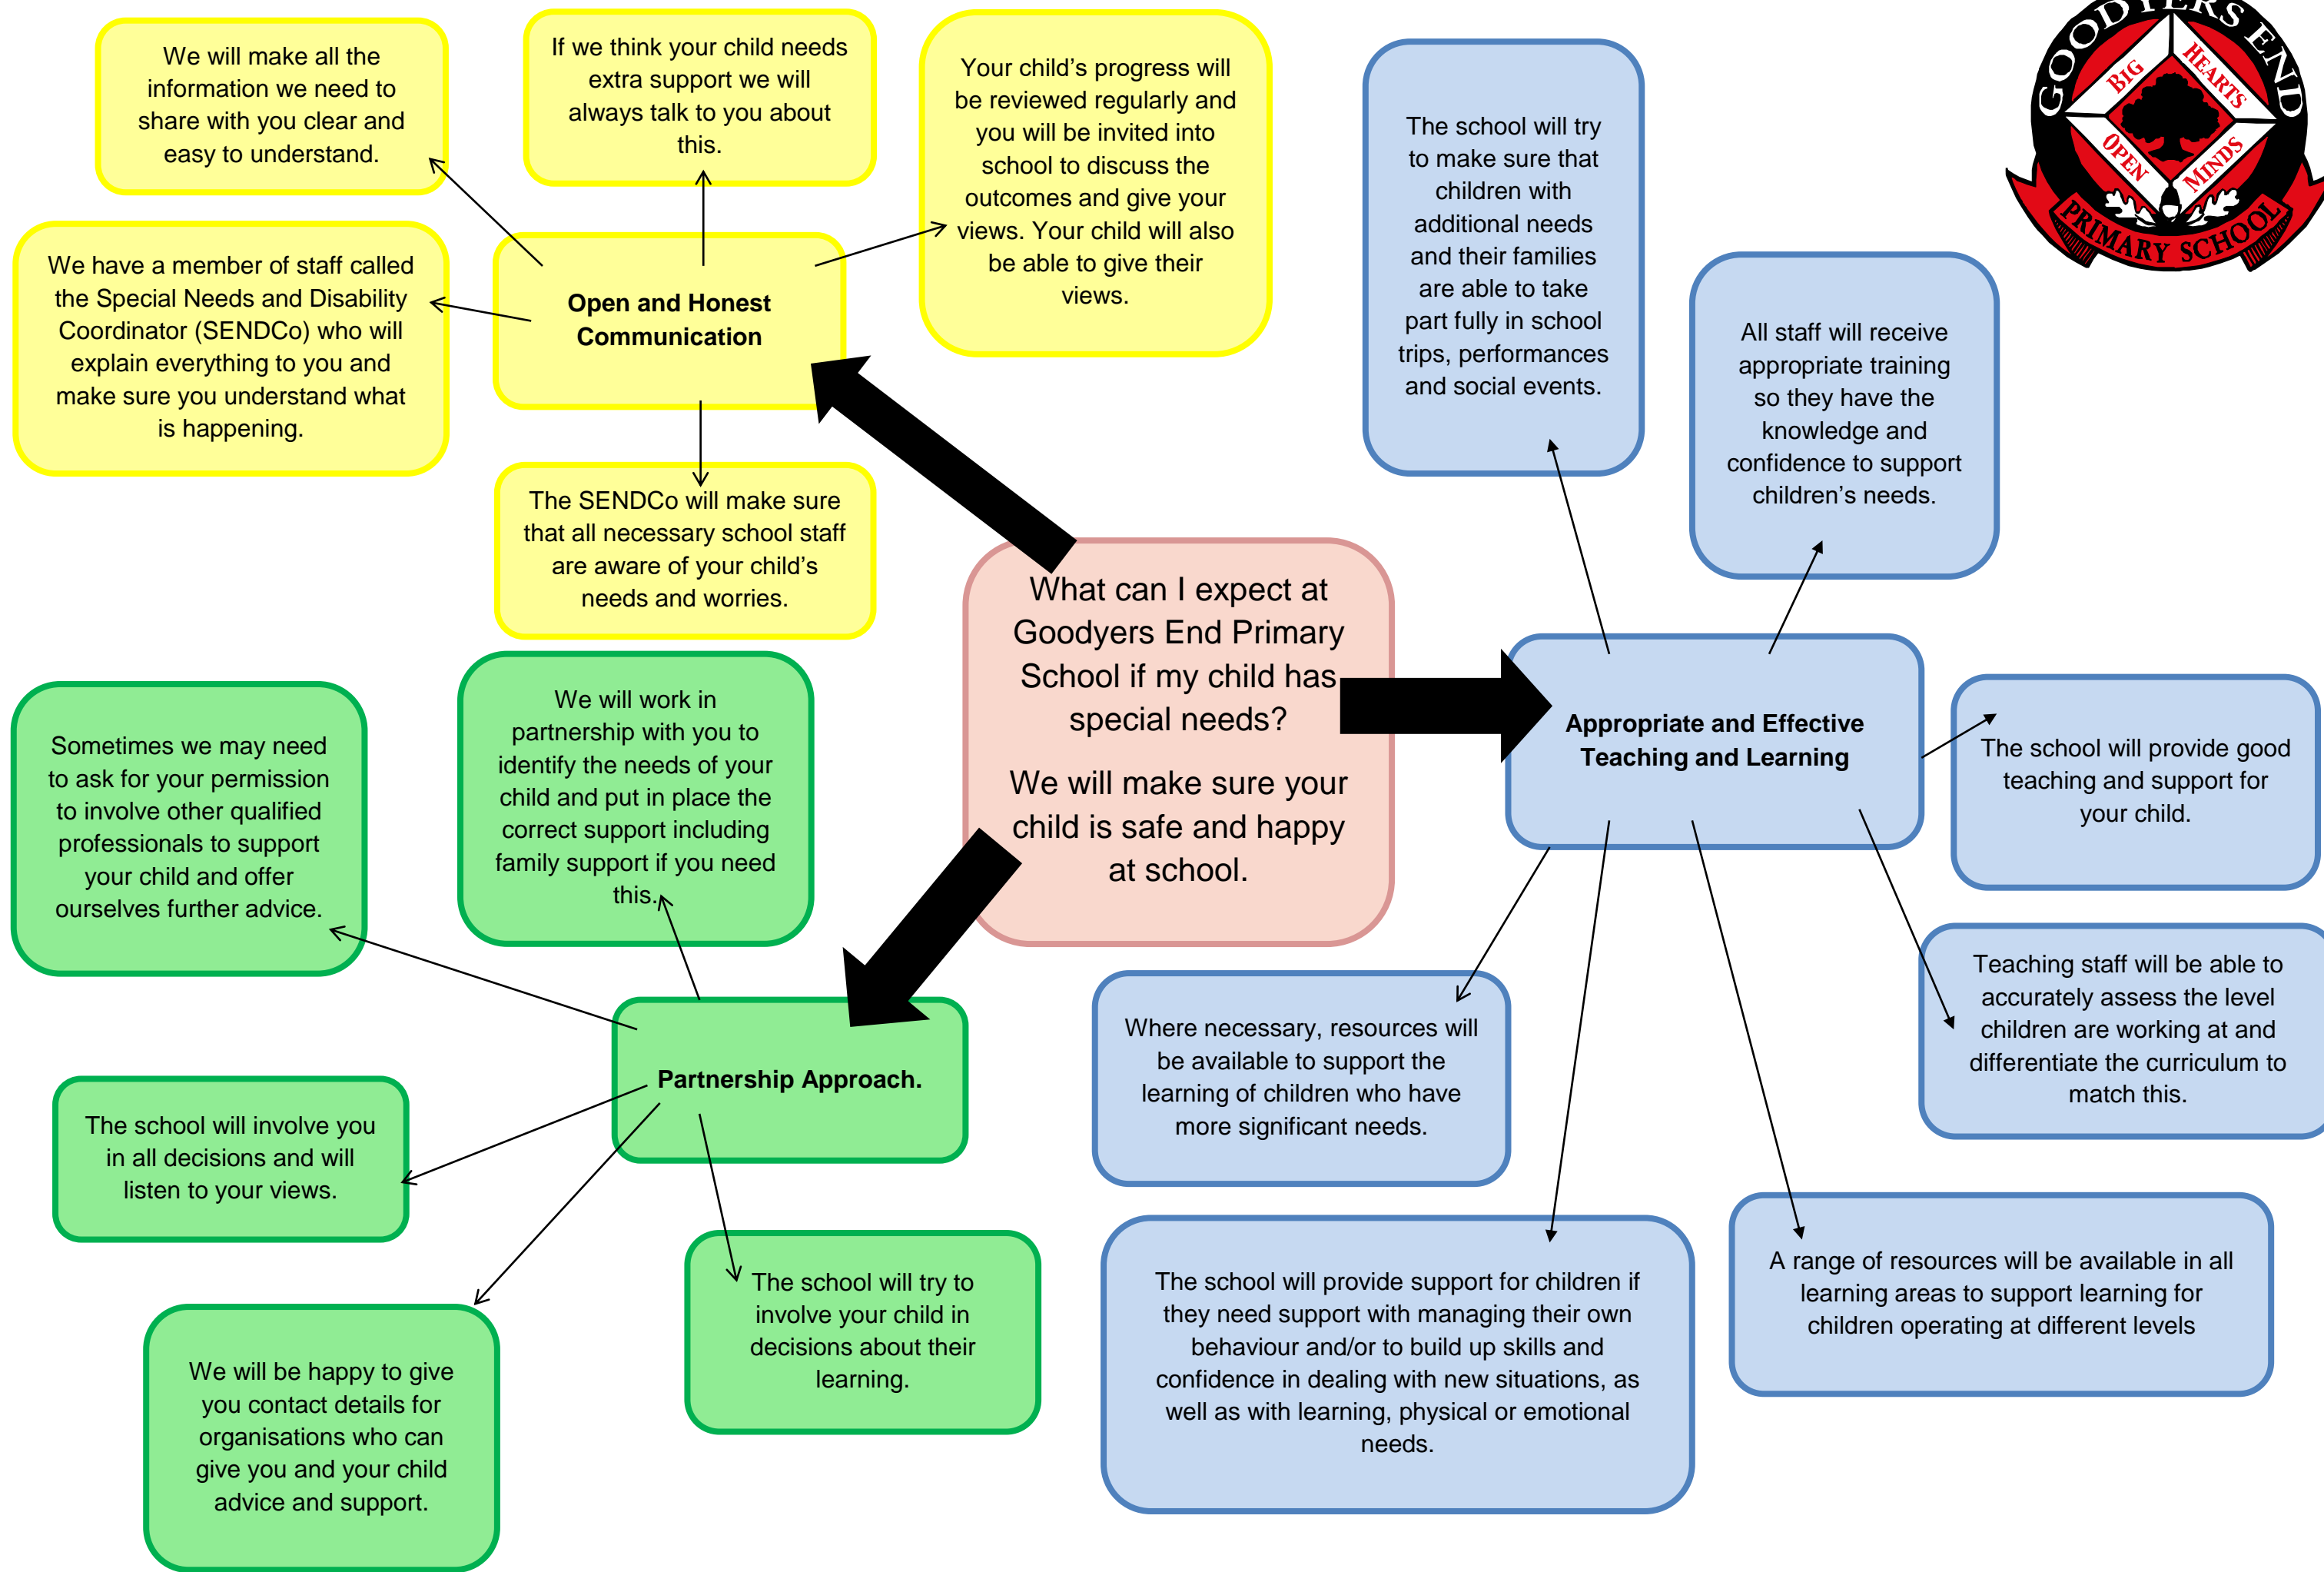 We will make all the
information we need to
share with you clear and
easy to understand.
If we think your child needs
extra support we will
always talk to you about
this.
Your child’s progress will
be reviewed regularly and
you will be invited into
school to discuss the
outcomes and give your
views. Your child will also
be able to give their
views.
We have a member of staff called
the Special Needs and Disability
Coordinator (SENDCo) who will
explain everything to you and
make sure you understand what
is happening.
Open and Honest
Communication
The SENDCo will make sure
that all necessary school staff
are aware of your child’s
needs and worries.
The school will try
to make sure that
children with
additional needs
and their families
are able to take
part fully in school
trips, performances
and social events.
All staff will receive
appropriate training
so they have the
knowledge and
confidence to support
children’s needs.
GOODYERS END
BIG
HEARTS
OPEN
MINDS
PRIMARY SCHOOL
What can I expect at
Goodyers End Primary
School if my child has
special needs?
We will make sure your
child is safe and happy
at school.
Appropriate and Effective
Teaching and Learning
The school will provide good
teaching and support for
your child.
Teaching staff will be able to
accurately assess the level
children are working at and
differentiate the curriculum to
match this.
Where necessary, resources will
be available to support the
learning of children who have
more significant needs.
A range of resources will be available in all
learning areas to support learning for
children operating at different levels
The school will provide support for children if
they need support with managing their own
behaviour and/or to build up skills and
confidence in dealing with new situations, as
well as with learning, physical or emotional
needs.
Sometimes we may need
to ask for your permission
to involve other qualified
professionals to support
your child and offer
ourselves further advice.
We will work in
partnership with you to
identify the needs of your
child and put in place the
correct support including
family support if you need
this.
Partnership Approach.
The school will involve you
in all decisions and will
listen to your views.
The school will try to
involve your child in
decisions about their
learning.
We will be happy to give
you contact details for
organisations who can
give you and your child
advice and support.